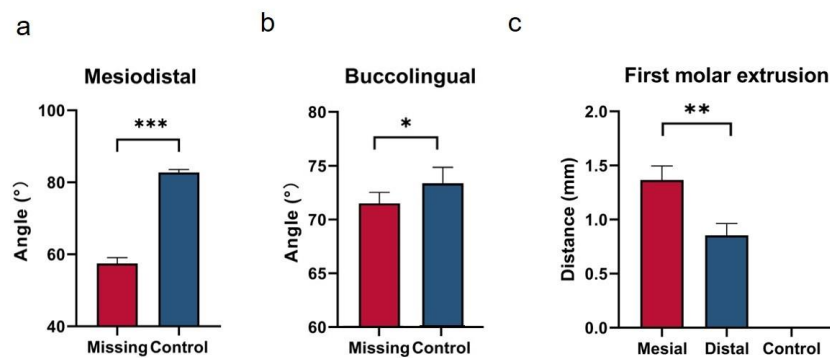 a
Mesiodistal
Angle (°)
100
80
60
40
***
Missing Control
b
Buccolingual
Angle (°)
80
75
70
65
60
*
Missing Control
c
First molar extrusion
Distance (mm)
2.0
1.5
1.0
0.5
0.0
**
Mesial Distal Control